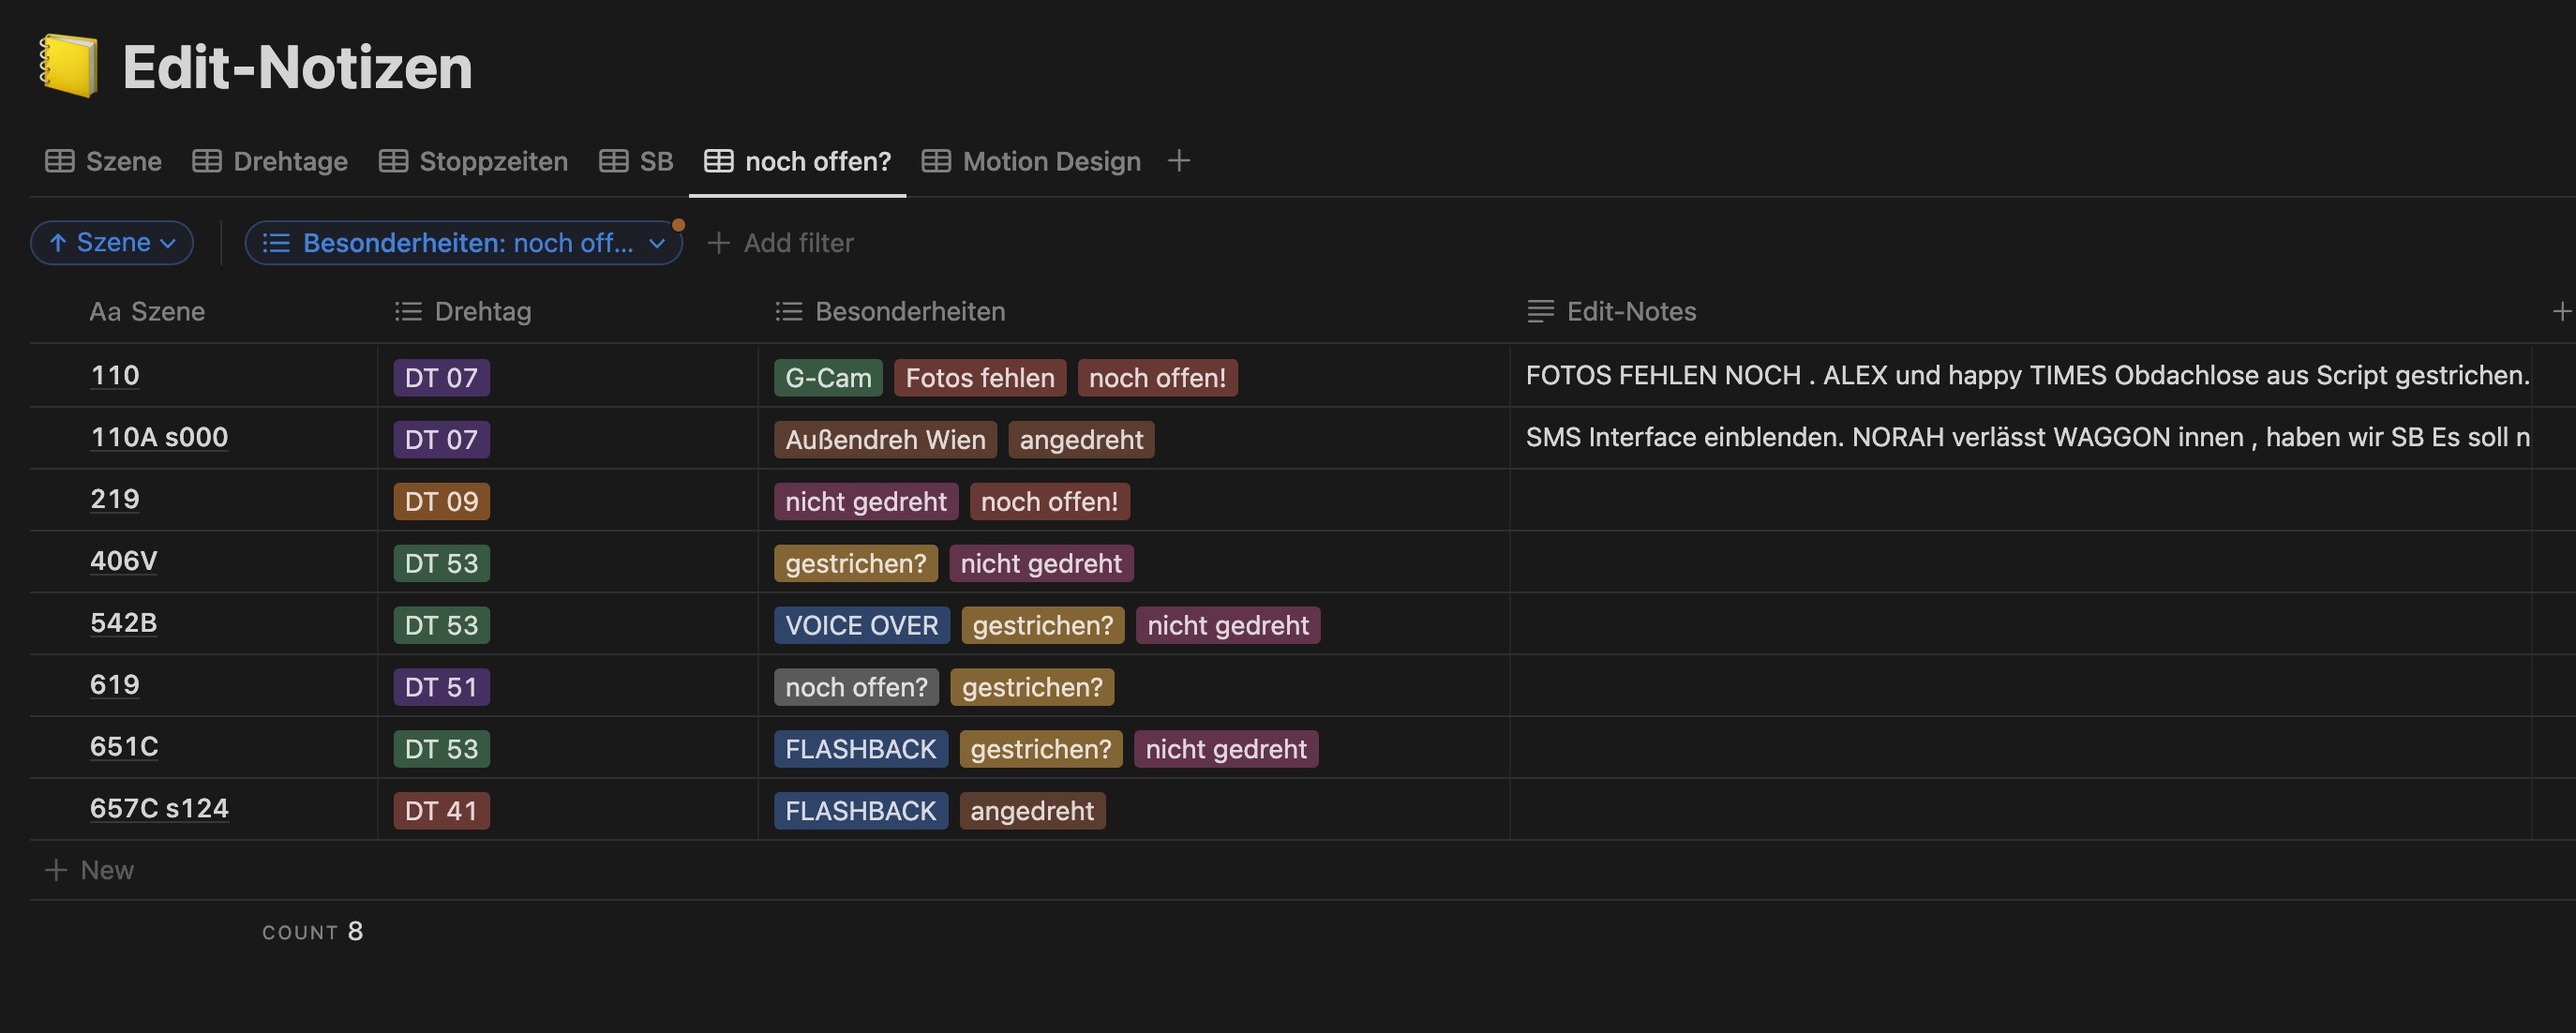 Edit-Notizen
Szene Drehtage Stoppzeiten SB noch offen? Motion Design
Szene Besonderheiten: noch off... Add filter
Aa Szene Drehtag Besonderheiten Edit-Notes
110 DT 07 G-Cam Fotos fehlen noch offen! FOTOS FEHLEN NOCH . ALEX und happy TIMES Obdachlose aus Script gestrichen.
110A s000 DT 07 Außendreh Wien angedreht SMS Interface einblenden. NORAH verlässt WAGGON innen , haben wir SB Es soll n
219 DT 09 nicht gedreht noch offen!
406V DT 53 gestrichen? nicht gedreht
542B DT 53 VOICE OVER gestrichen? nicht gedreht
619 DT 51 noch offen? gestrichen?
651C DT 53 FLASHBACK gestrichen? nicht gedreht
657C s124 DT 41 FLASHBACK angedreht
New
COUNT 8